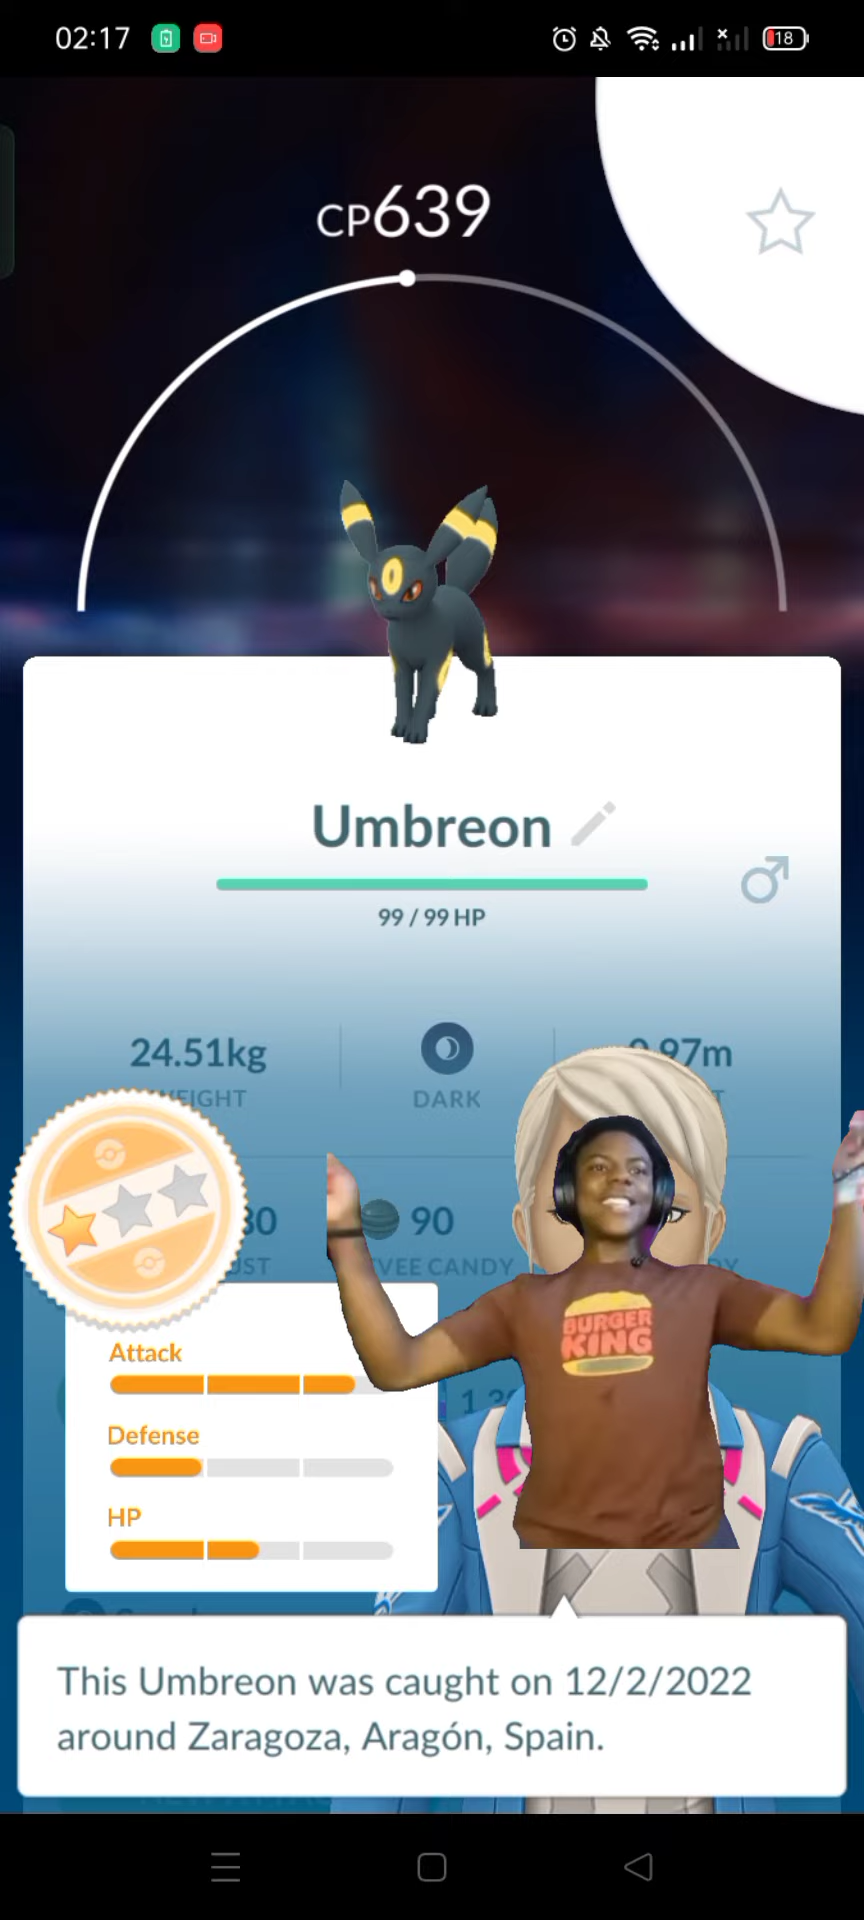 02:17
18
CP639
Umbreon
99 / 99 HP
24.51kg
DARK
90
Attack
BURGER
KING
Defense
HP
This Umbreon was caught on 12/2/2022
around Zaragoza, Aragón, Spain.